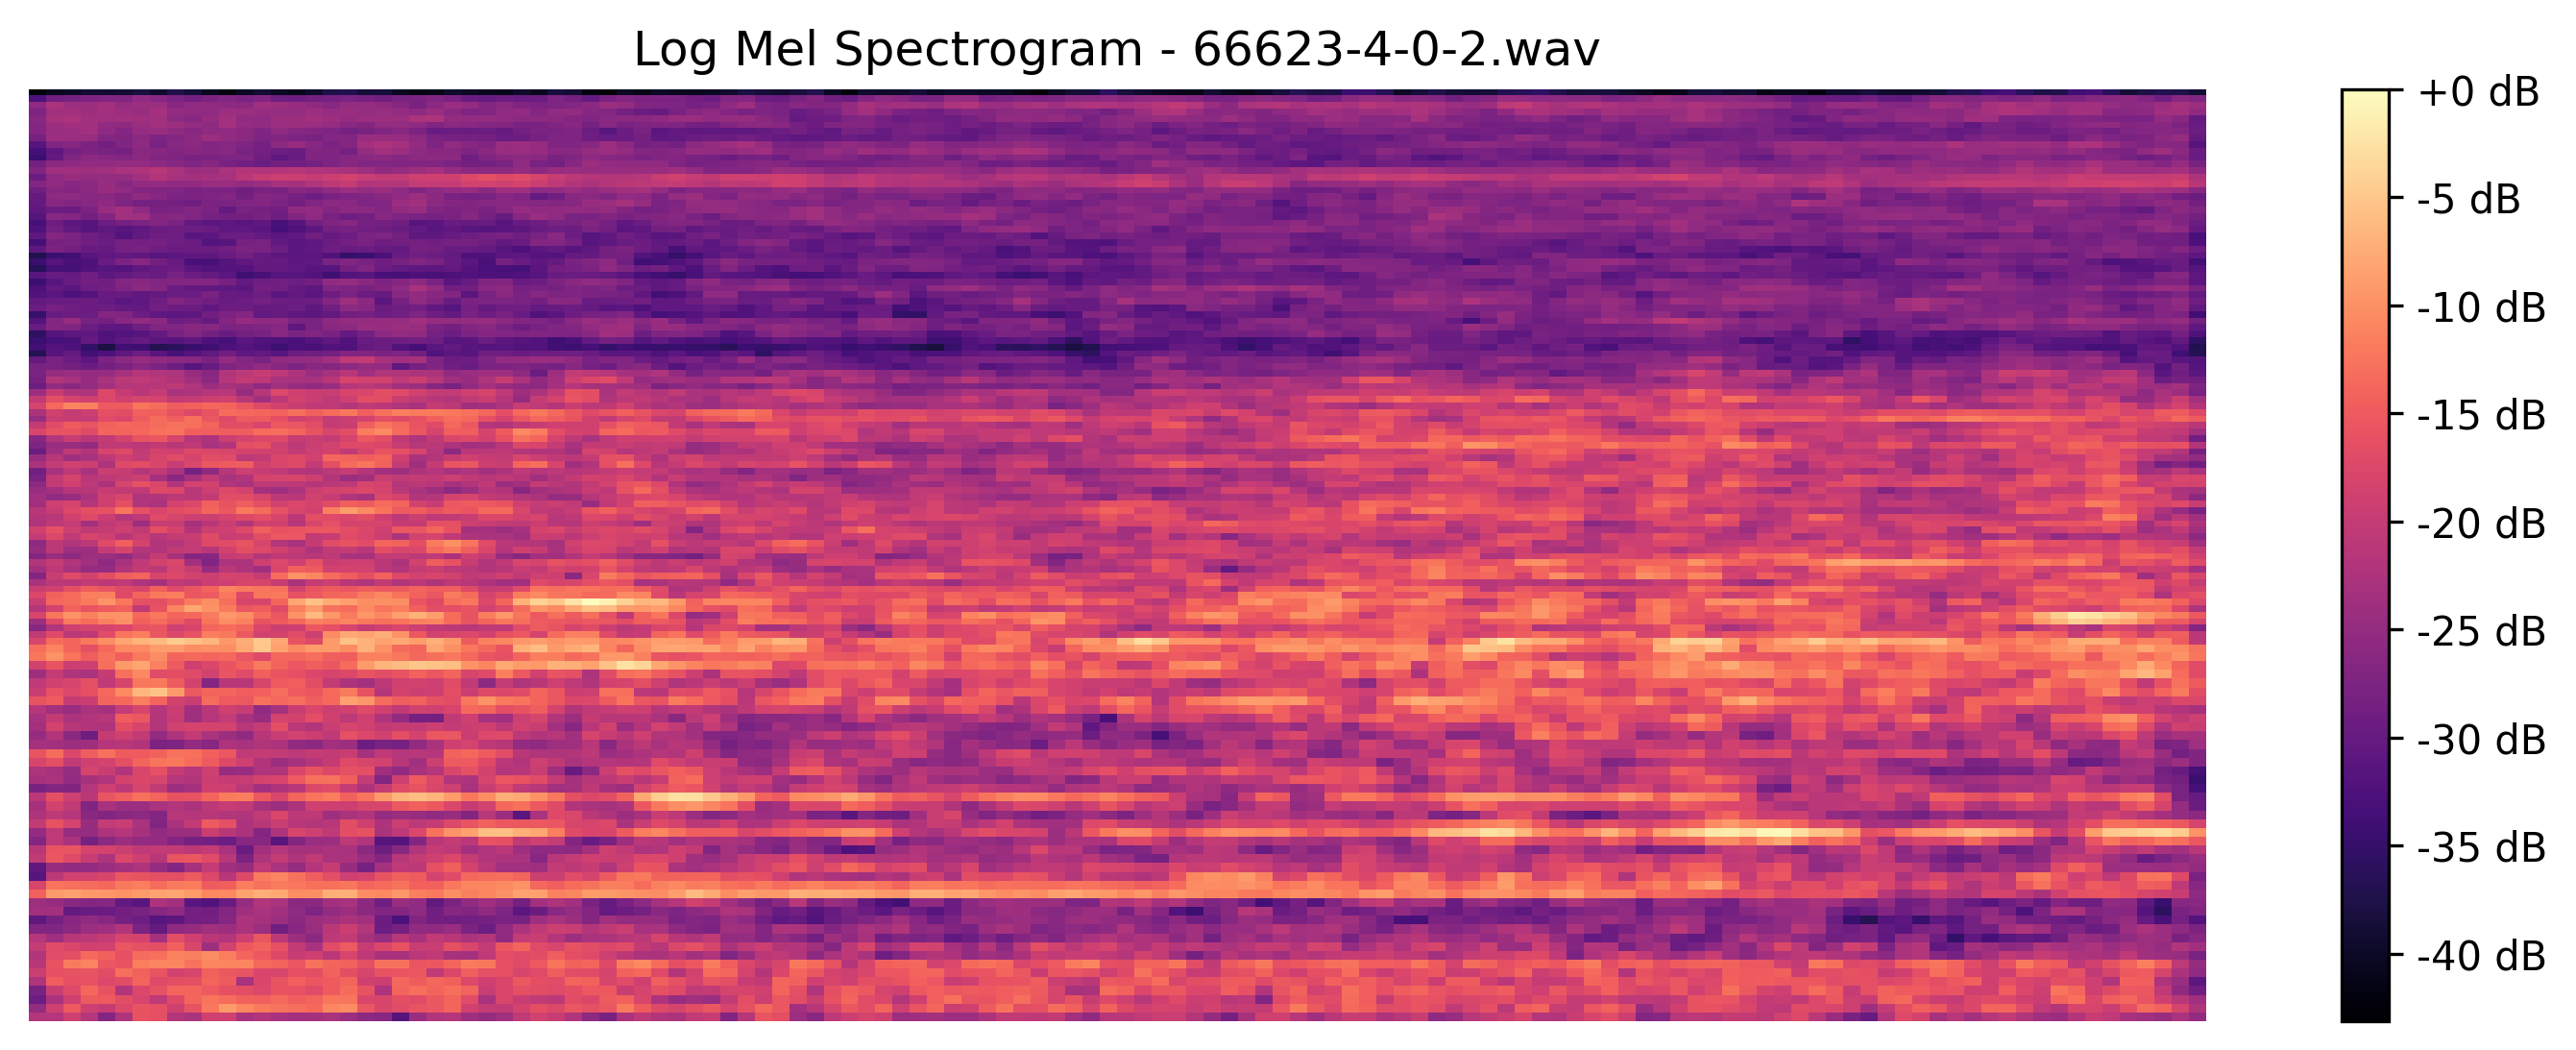 Log Mel Spectrogram - 66623-4-0-2.wav
+0 dB
-5 dB
-10 dB
-15 dB
-20 dB
-25 dB
-30 dB
-35 dB
-40 dB